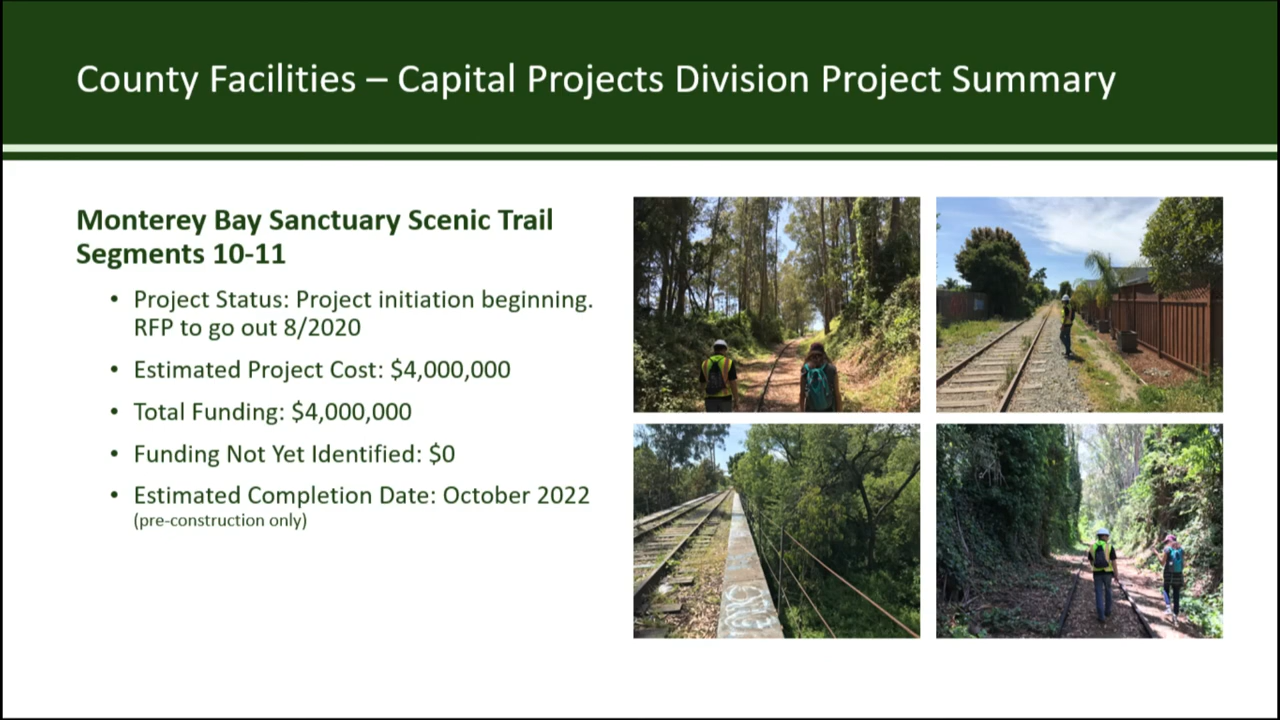 County Facilities – Capital Projects Division Project Summary
Monterey Bay Sanctuary Scenic Trail
Segments 10-11
• Project Status: Project initiation beginning.
RFP to go out 8/2020
• Estimated Project Cost: $4,000,000
• Total Funding: $4,000,000
• Funding Not Yet Identified: $0
• Estimated Completion Date: October 2022
(pre-construction only)